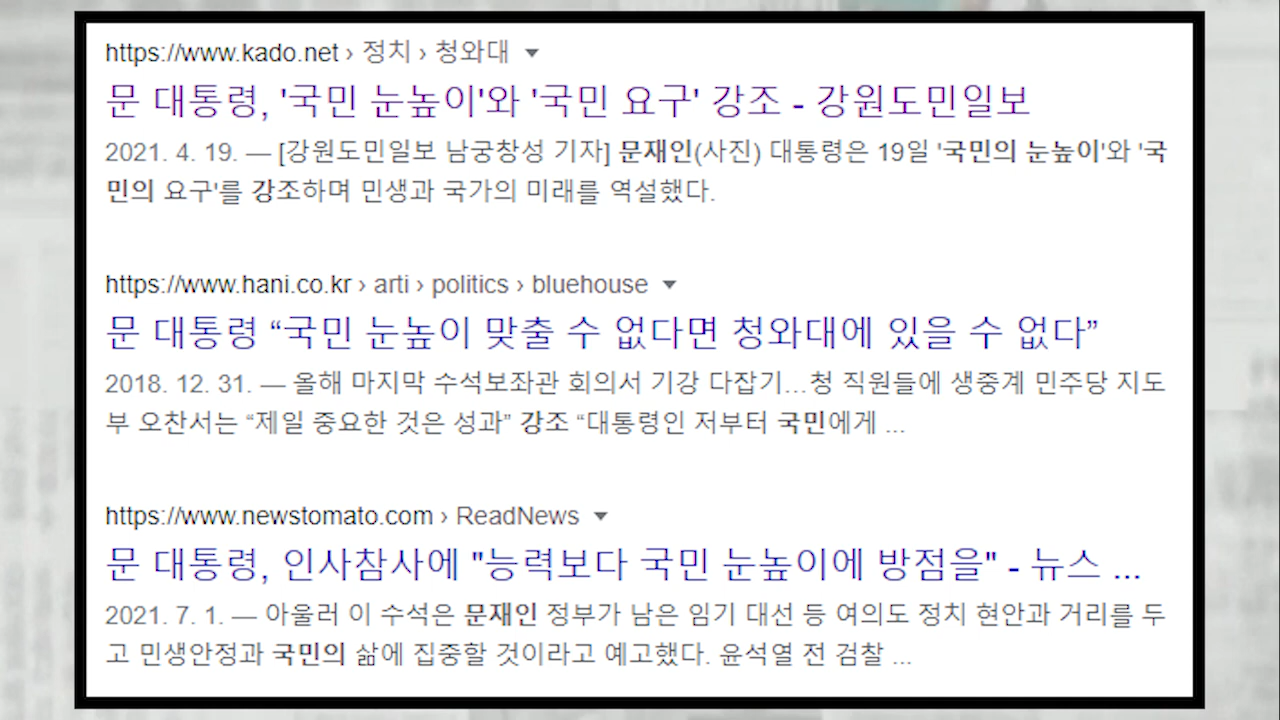 https://www.kado.net › 정치 › 청와대
문 대통령, '국민 눈높이'와 '국민 요구' 강조 - 강원도민일보
2021. 4. 19. — [강원도민일보 남궁창성 기자] 문재인(사진) 대통령은 19일 '국민의 눈높이'와 '국
민의 요구'를 강조하며 민생과 국가의 미래를 역설했다.
https://www.hani.co.kr › arti › politics › bluehouse
문 대통령 “국민 눈높이 맞출 수 없다면 청와대에 있을 수 없다”
2018. 12. 31. — 올해 마지막 수석보좌관 회의서 기강 다잡기…청 직원들에 생중계 민주당 지도
부 오찬서는 “제일 중요한 것은 성과” 강조 “대통령인 저부터 국민에게 ...
https://www.newstomato.com › ReadNews
문 대통령, 인사참사에 "능력보다 국민 눈높이에 방점을" - 뉴스 ...
2021. 7. 1. — 아울러 이 수석은 문재인 정부가 남은 임기 대선 등 여의도 정치 현안과 거리를 두
고 민생안정과 국민의 삶에 집중할 것이라고 예고했다. 윤석열 전 검찰 ...